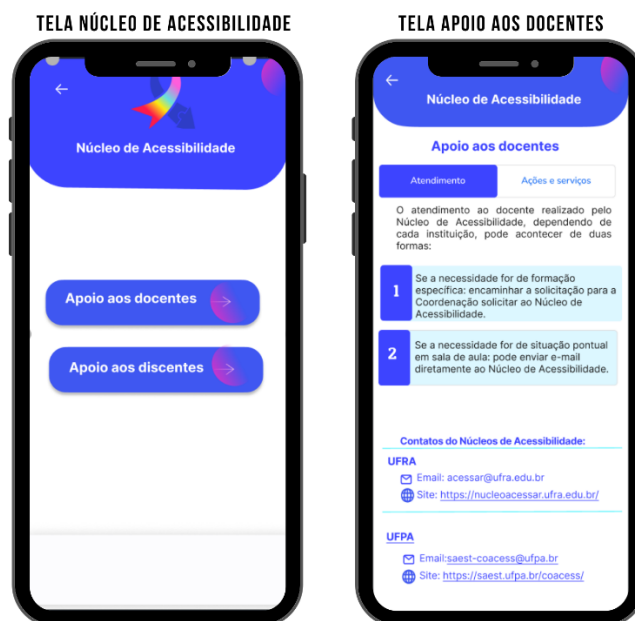 TELA NÚCLEO DE ACESSIBILIDADE
Núcleo de Acessibilidade
Apoio aos docentes
Apoio aos discentes
TELA APOIO AOS DOCENTES
Núcleo de Acessibilidade
Apoio aos docentes
Atendimento
Ações e serviços
O atendimento ao docente realizado pelo
Núcleo de Acessibilidade, dependendo de
cada instituição, pode acontecer de duas
formas:
1
Se a necessidade for de formação
específica: encaminhar a solicitação para a
Coordenação solicitar ao Núcleo de
Acessibilidade.
2
Se a necessidade for de situação pontual
em sala de aula: pode enviar e-mail
diretamente ao Núcleo de Acessibilidade.
Contatos do Núcleos de Acessibilidade:
UFRA
Email: acessar@ufra.edu.br
Site: https://nucleoacessar.ufra.edu.br/
UFPA
Email:saest-coacess@ufpa.br
Site: https://saest.ufpa.br/coacess/